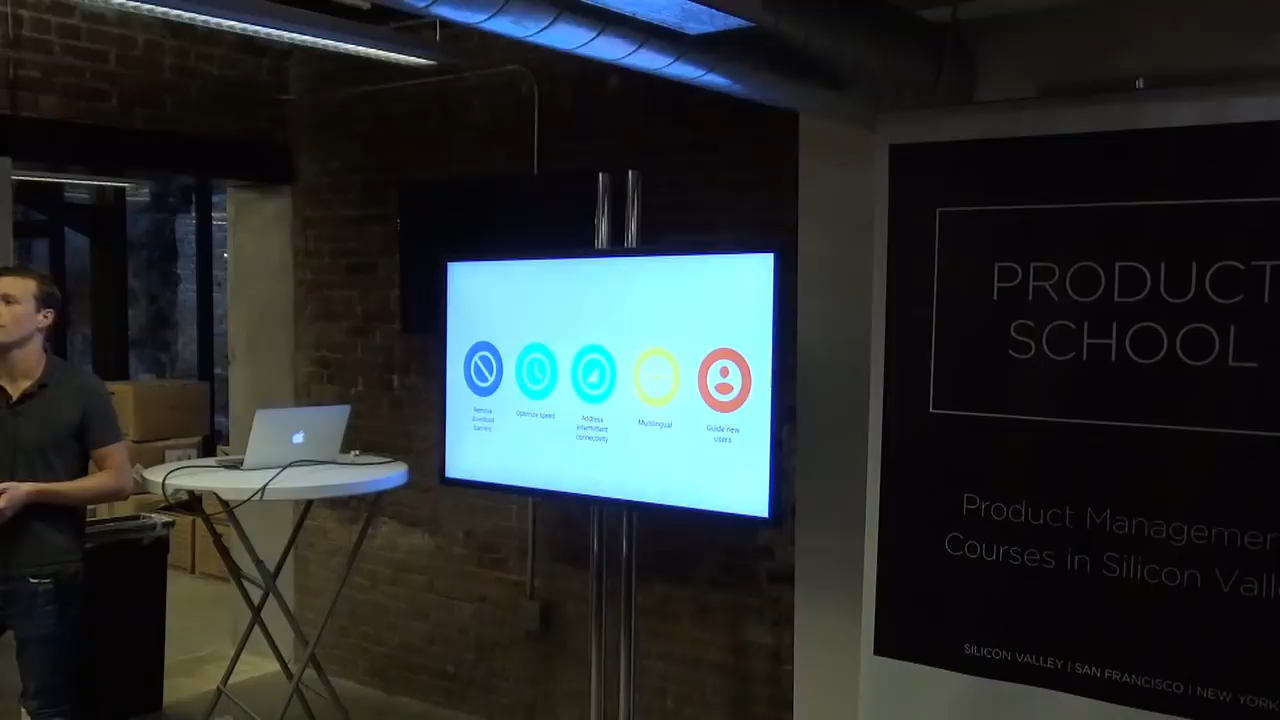 Remove
download
barriers
Optimize speed
Address
intermittent
connectivity
Multilingual
Guide new
users
PRODUCT
SCHOOL
Product Managemen
Courses in Silicon Vall
SILICON VALLEY | SAN FRANCISCO | NEW YORK